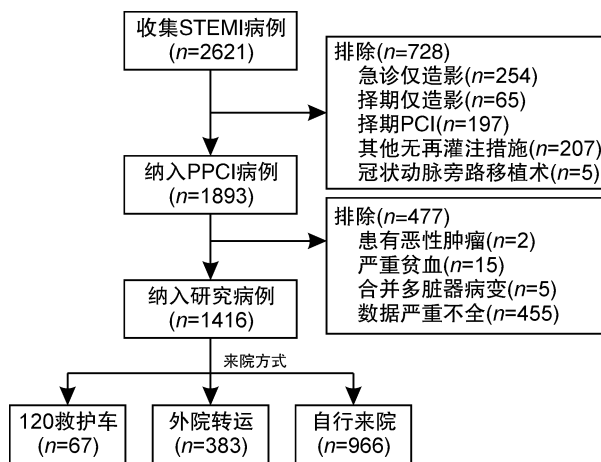 收集STEMI病例
(n=2621)
排除(n=728)
急诊仅造影(n=254)
择期仅造影(n=65)
择期PCI(n=197)
其他无再灌注措施(n=207)
冠状动脉旁路移植术(n=5)
纳入PPCI病例
(n=1893)
排除(n=477)
患有恶性肿瘤(n=2)
严重贫血(n=15)
合并多脏器病变(n=5)
数据严重不全(n=455)
纳入研究病例
(n=1416)
来院方式
120救护车
(n=67)
外院转运
(n=383)
自行来院
(n=966)